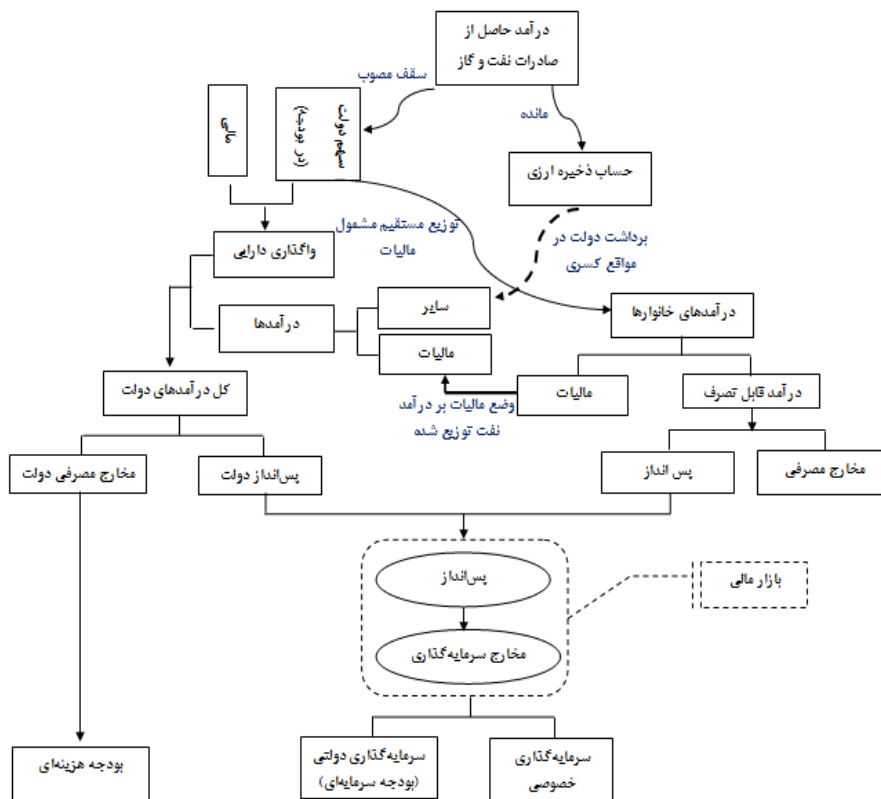 درآمد حاصل از
صادرات نفت و گاز
سقف مصوب
مانده
مالی
سهم دولت
(در بودجه)
حساب ذخیره ارزی
توزیع مستقیم مشمول
مالیات
برداشت دولت در
مواقع کسری
واگذاری دارایی
سایر
درآمدهای خانوارها
درآمدها
مالیات
مالیات
درآمد قابل تصرف
کل درآمدهای دولت
وضع مالیات بر درآمد
نفت توزیع شده
مخارج مصرفی
پس انداز
پس‌انداز دولت
مخارج مصرفی دولت
پس‌انداز
بازار مالی
مخارج سرمایه‌گذاری
سرمایه‌گذاری
خصوصی
سرمایه‌گذاری دولتی
(بودجه سرمایه‌ای)
بودجه هزینه‌ای